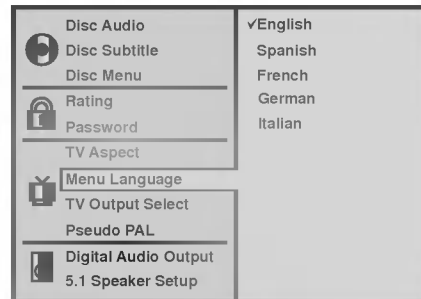 Disc Audio
Disc Subtitle
Disc Menu
Rating
Password
TV Aspect
Menu Language
TV Output Select
Pseudo PAL
Digital Audio Output
5.1 Speaker Setup
✓English
Spanish
French
German
Italian